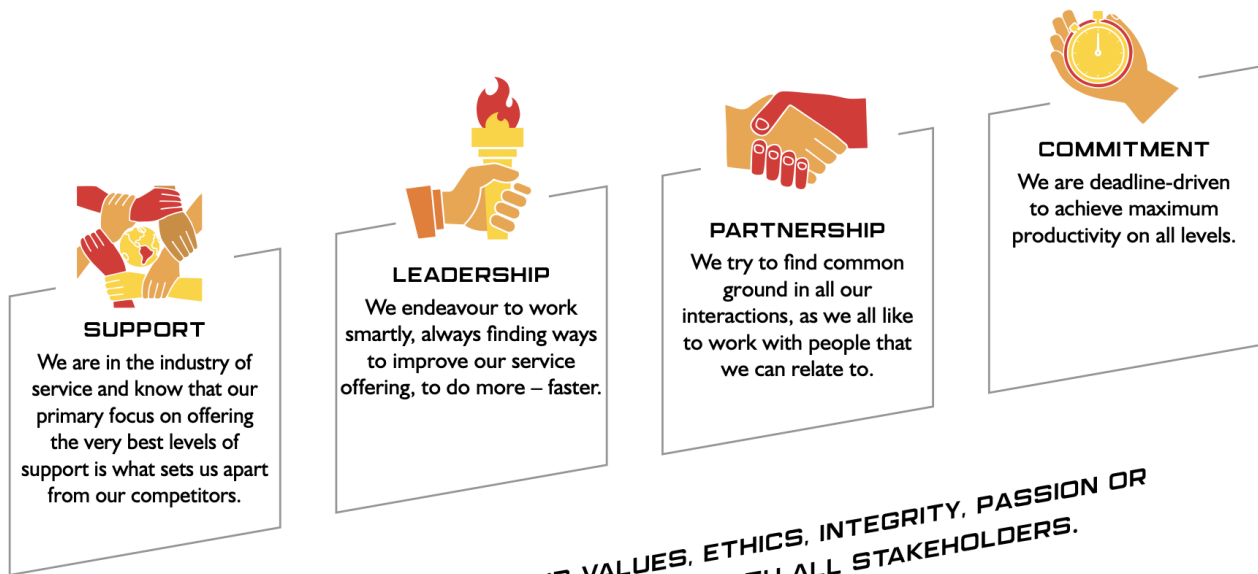 SUPPORT
We are in the industry of
service and know that our
primary focus on offering
the very best levels of
support is what sets us apart
from our competitors.
LEADERSHIP
We endeavour to work
smartly, always finding ways
to improve our service
offering, to do more – faster.
PARTNERSHIP
We try to find common
ground in all our
interactions, as we all like
to work with people that
we can relate to.
COMMITMENT
We are deadline-driven
to achieve maximum
productivity on all levels.
VALUES, ETHICS, INTEGRITY, PASSION OR
ALL STAKEHOLDERS.